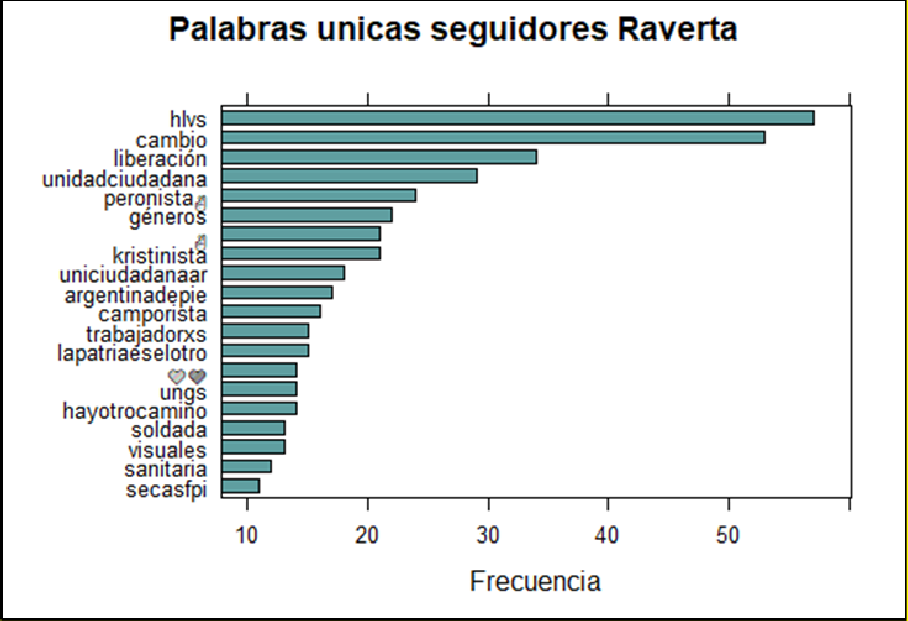 Palabras unicas seguidores Raverta
hlvs
cambio
liberación
unidadciudadana
peronista
géneros
kristinista
uniciudadanaar
argentinadepie
camporista
trabajadorxs
lapatriaeselotro
ungs
hayotrocamino
soldada
visuales
sanitaria
secasfpi
10 20 30 40 50
Frecuencia